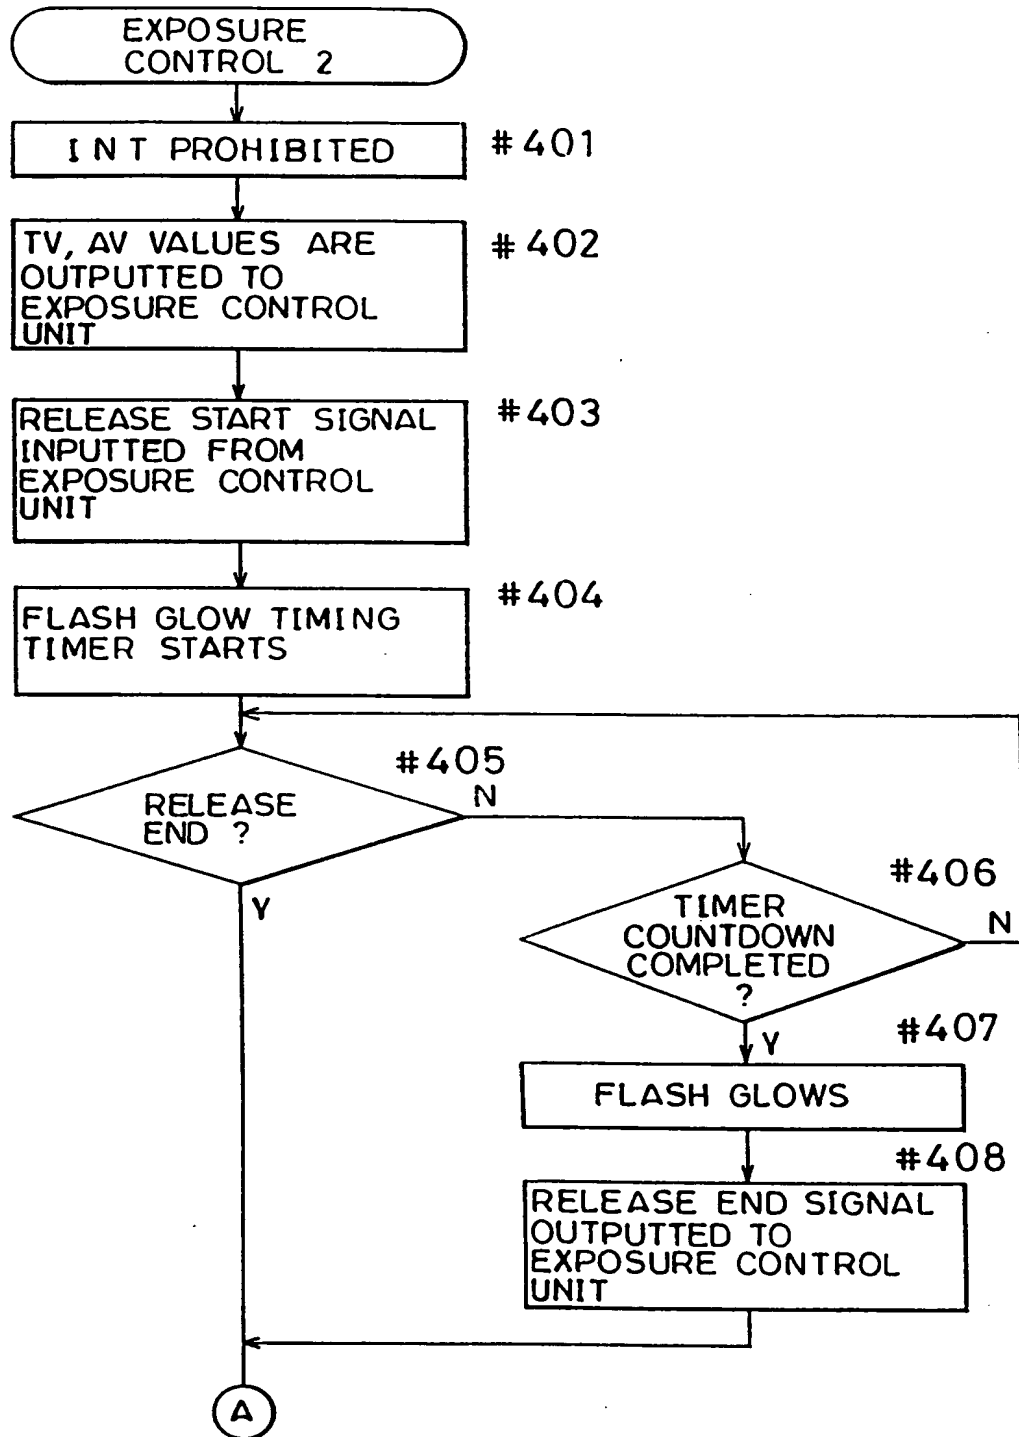 EXPOSURE
CONTROL 2
INT PROHIBITED
#401
TV, AV VALUES ARE
OUTPUTTED TO
EXPOSURE CONTROL
UNIT
#402
RELEASE START SIGNAL
INPUTTED FROM
EXPOSURE CONTROL
UNIT
#403
FLASH GLOW TIMING
TIMER STARTS
#404
RELEASE
END ?
#405
N
Y
TIMER
COUNTDOWN
COMPLETED
?
#406
N
Y
#407
FLASH GLOWS
#408
RELEASE END SIGNAL
OUTPUTTED TO
EXPOSURE CONTROL
UNIT
A